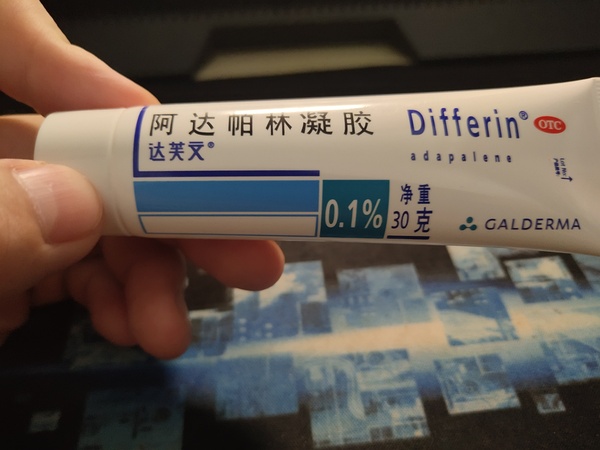 阿达帕林凝胶
达芙文®
Differin®
OTC
adapalene
0.1%
净重
30克
GALDERMA